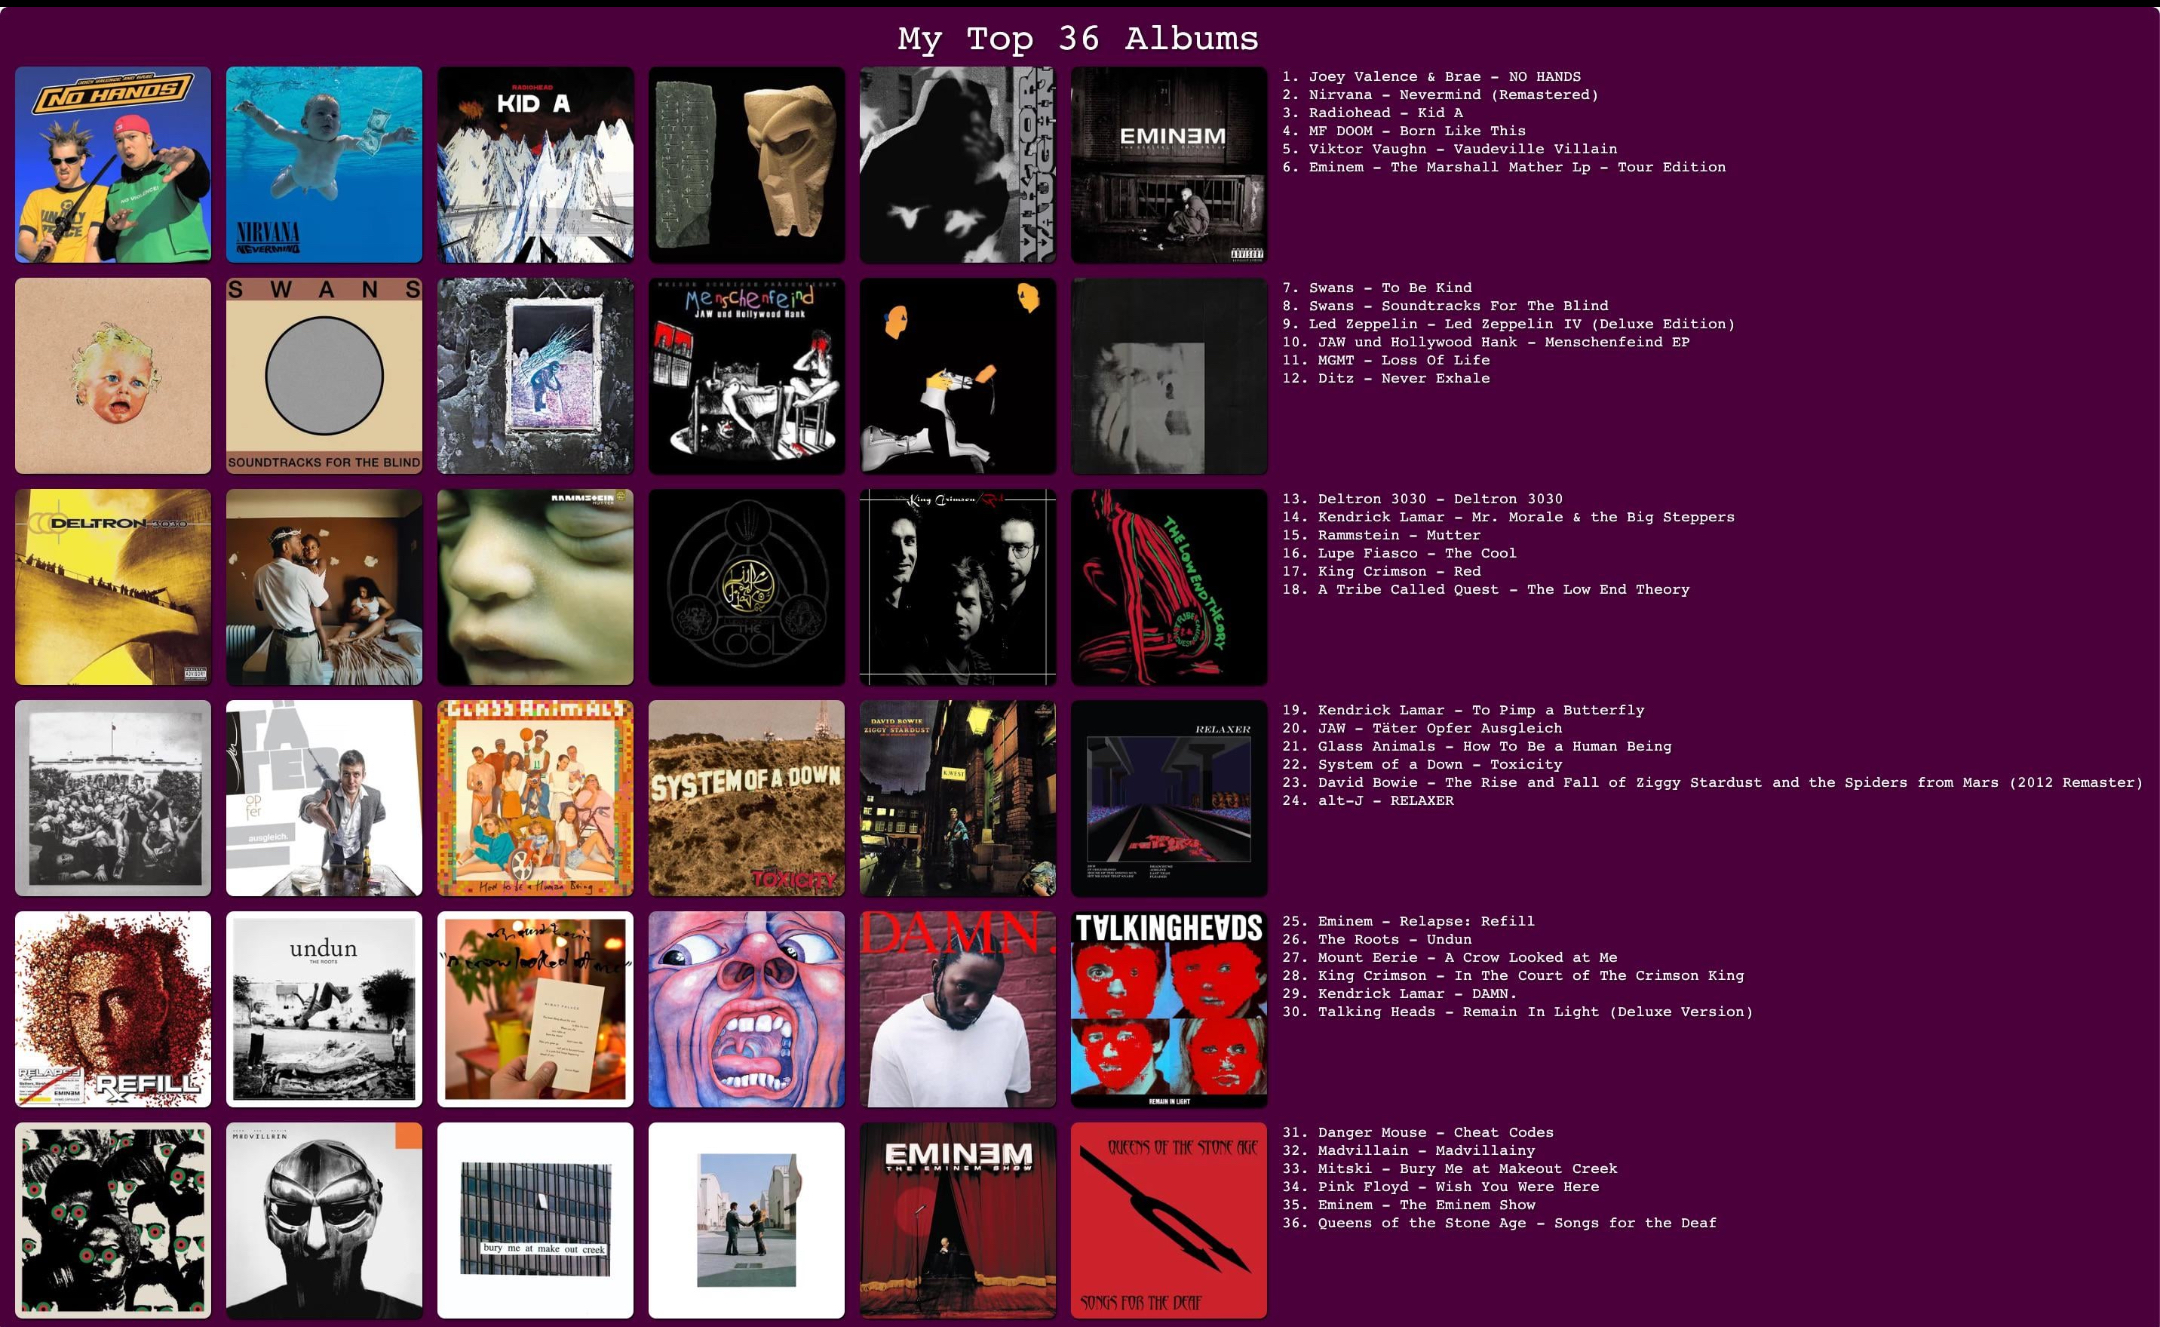 My Top 36 Albums
NO HANDS
NIRVANA
NEVERMIND
RADIOHEAD
KID A
VIKTOR
VAUGHN
EMINEM
1. Joey Valence & Brae - NO HANDS
2. Nirvana - Nevermind (Remastered)
3. Radiohead - Kid A
4. MF DOOM - Born Like This
5. Viktor Vaughn - Vaudeville Villain
6. Eminem - The Marshall Mather Lp - Tour Edition
SWANS
SOUNDTRACKS FOR THE BLIND
Menschenfeind
JAW und Hollywood Hank
7. Swans - To Be Kind
8. Swans - Soundtracks For The Blind
9. Led Zeppelin - Led Zeppelin IV (Deluxe Edition)
10. JAW und Hollywood Hank - Menschenfeind EP
11. MGMT - Loss Of Life
12. Ditz - Never Exhale
DELTRON 3030
RAMMSTEIN
MUTTER
THE
COOL
King Crimson / Red
THE LOW END THEORY
13. Deltron 3030 - Deltron 3030
14. Kendrick Lamar - Mr. Morale & the Big Steppers
15. Rammstein - Mutter
16. Lupe Fiasco - The Cool
17. King Crimson - Red
18. A Tribe Called Quest - The Low End Theory
TÄ
TER
op
fer
ausgleich.
GLASS ANIMALS
How to be a Human Being
SYSTEM OF A DOWN
TOXICITY
DAVID BOWIE
ZIGGY STARDUST
K.WEST
RELAXER
19. Kendrick Lamar - To Pimp a Butterfly
20. JAW - Täter Opfer Ausgleich
21. Glass Animals - How To Be a Human Being
22. System of a Down - Toxicity
23. David Bowie - The Rise and Fall of Ziggy Stardust and the Spiders from Mars (2012 Remaster)
24. alt-J - RELAXER
RELAPSE
EMINEM
REFILL
undun
THE ROOTS
"A crow looked at me"
DAMN.
TALKING HEADS
REMAIN IN LIGHT
25. Eminem - Relapse: Refill
26. The Roots - Undun
27. Mount Eerie - A Crow Looked at Me
28. King Crimson - In The Court of The Crimson King
29. Kendrick Lamar - DAMN.
30. Talking Heads - Remain In Light (Deluxe Version)
MADVILLAIN
bury me at make out creek
EMINEM
THE EMINEM SHOW
QUEENS OF THE STONE AGE
SONGS FOR THE DEAF
31. Danger Mouse - Cheat Codes
32. Madvillain - Madvillainy
33. Mitski - Bury Me at Makeout Creek
34. Pink Floyd - Wish You Were Here
35. Eminem - The Eminem Show
36. Queens of the Stone Age - Songs for the Deaf